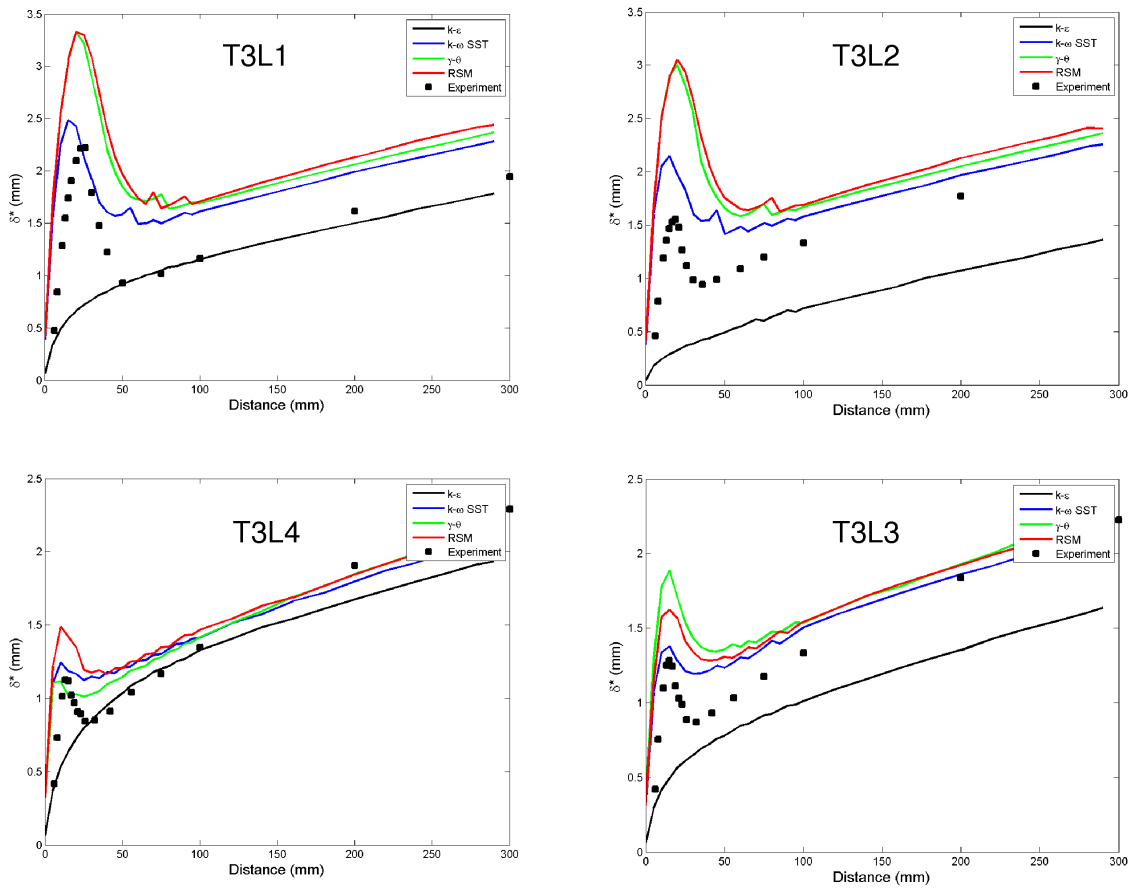 3.5
3
2.5
2
1.5
1
0.5
0
δ* (mm)
T3L1
k-ε
k-ω SST
γ-θ
RSM
Experiment
0 50 100 150 200 250 300
Distance (mm)
3.5
3
2.5
2
1.5
1
0.5
0
δ* (mm)
T3L2
k-ε
k-ω SST
γ-θ
RSM
Experiment
0 50 100 150 200 250 300
Distance (mm)
2.5
2
1.5
1
0.5
0
δ* (mm)
T3L4
k-ε
k-ω SST
γ-θ
RSM
Experiment
0 50 100 150 200 250 300
Distance (mm)
2.5
2
1.5
1
0.5
0
δ* (mm)
T3L3
k-ε
k-ω SST
γ-θ
RSM
Experiment
0 50 100 150 200 250 300
Distance (mm)